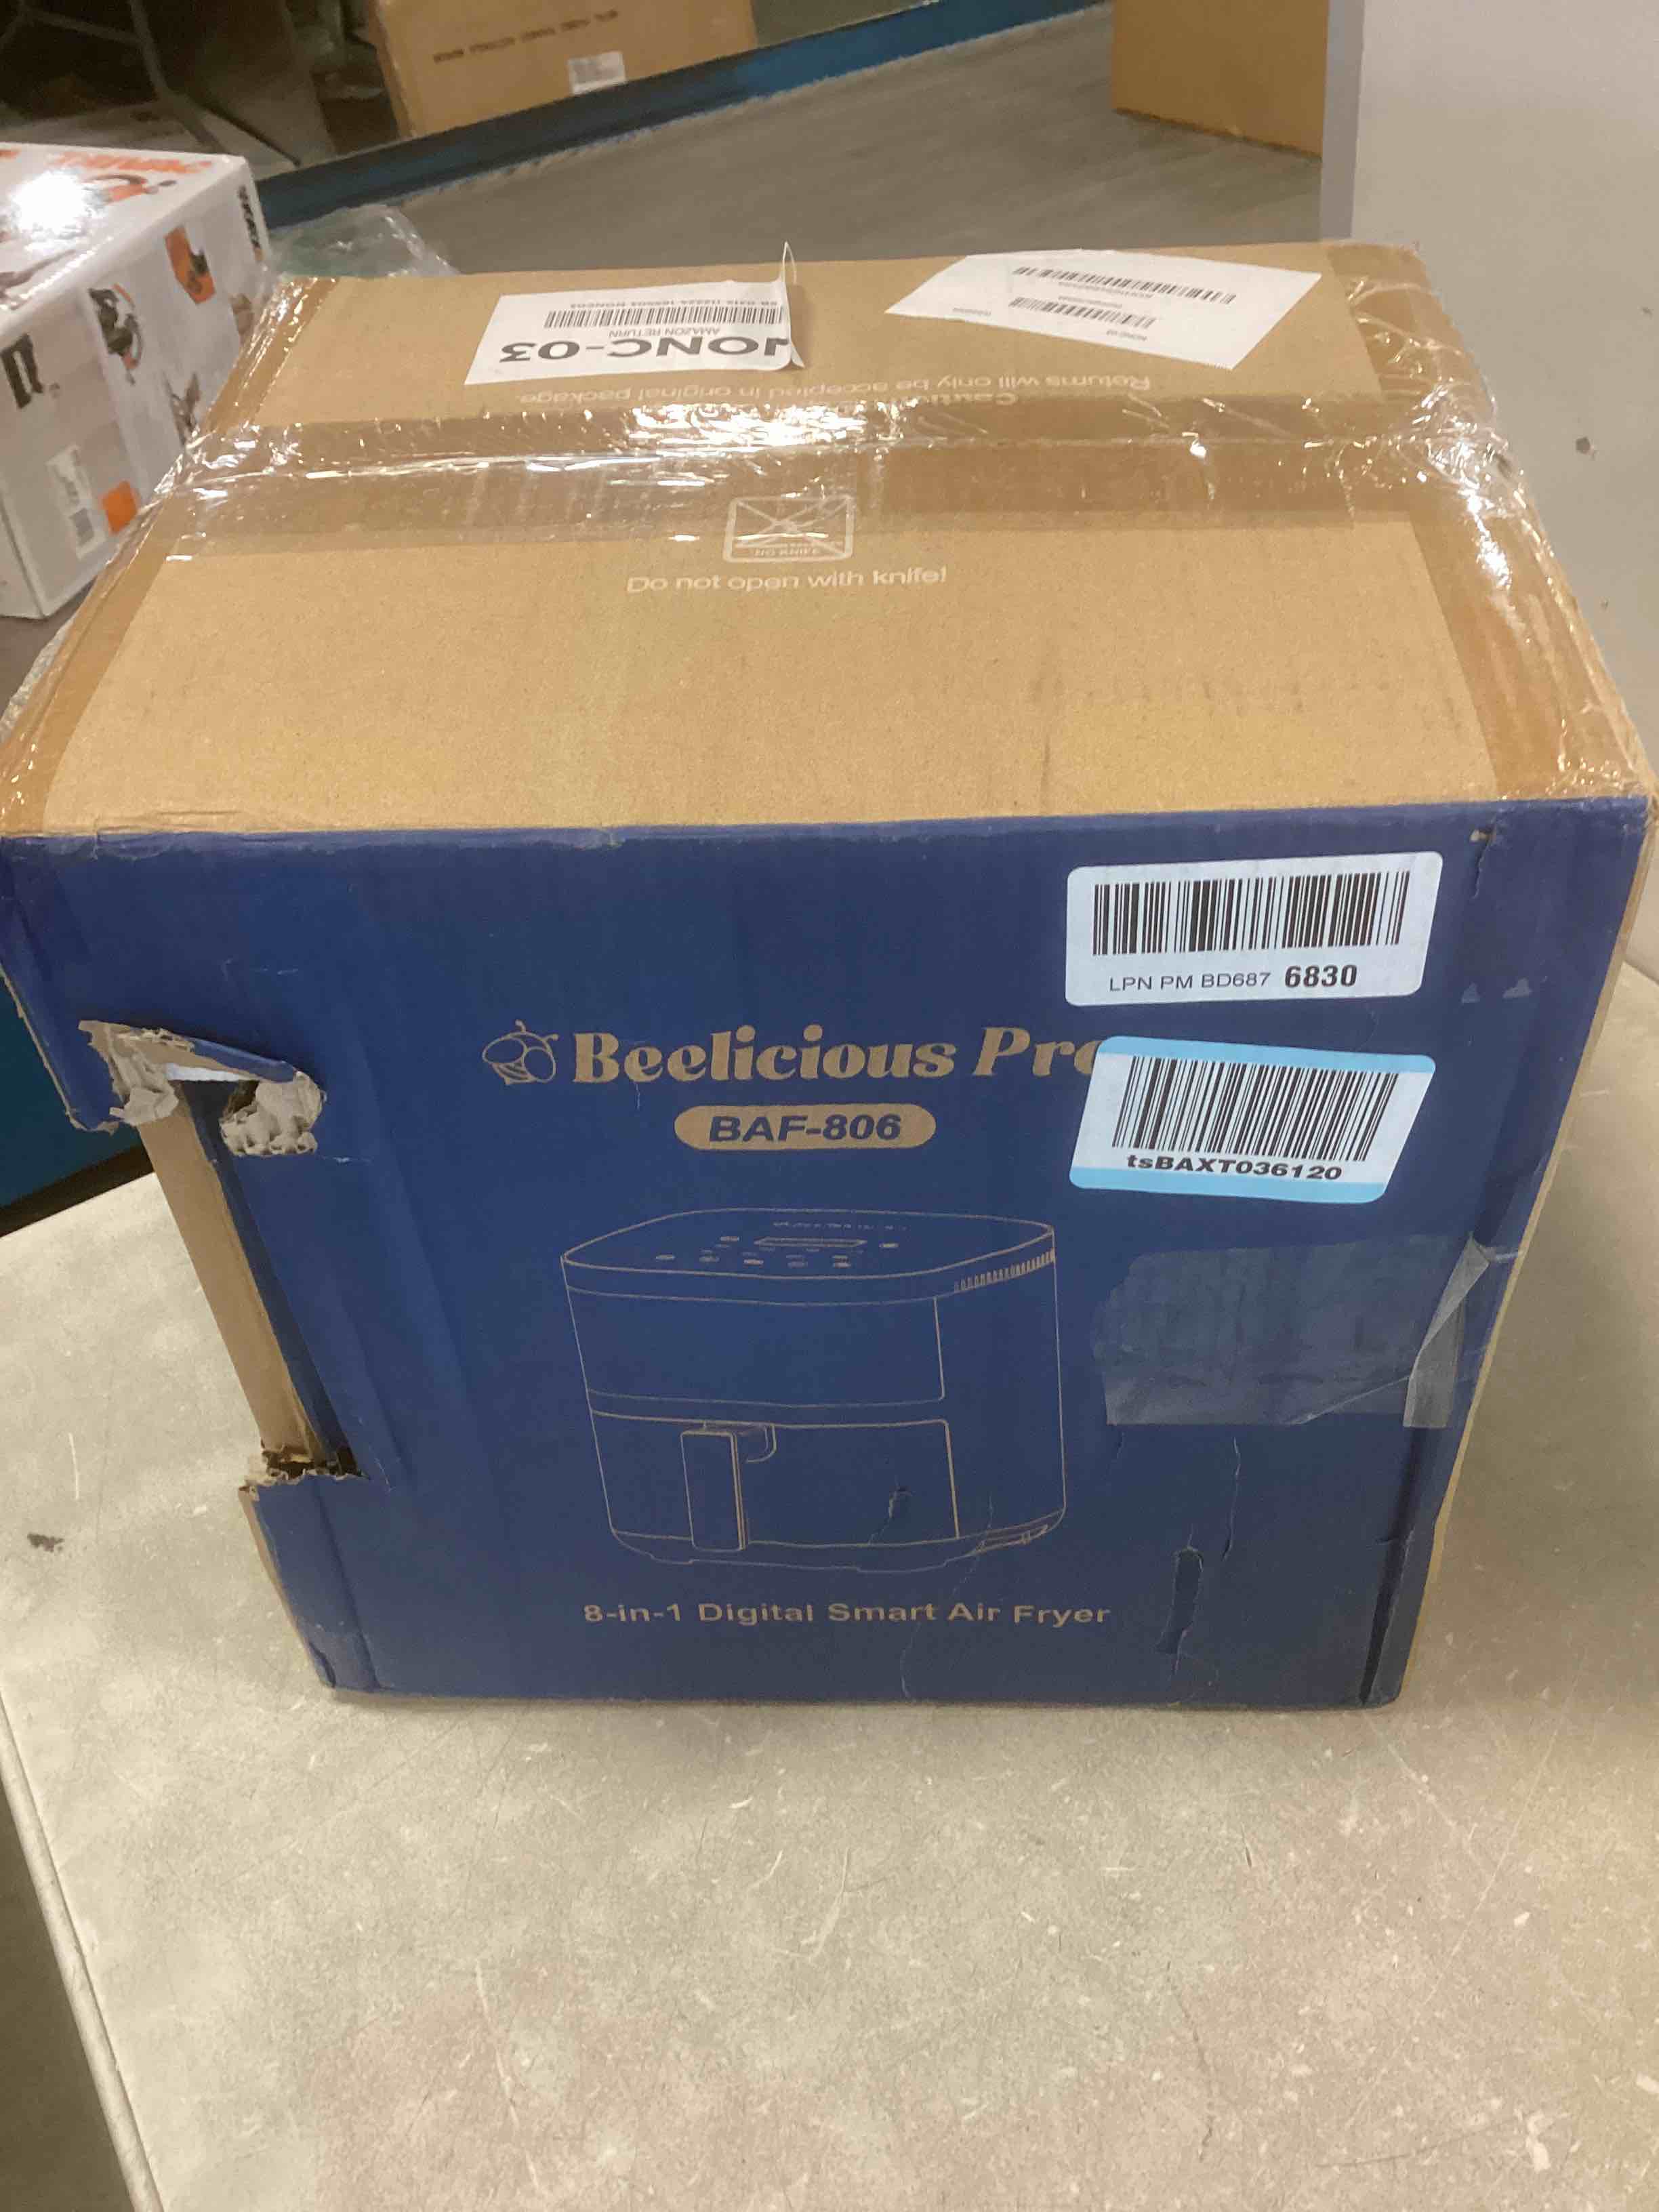 AMAZON RETURN
JONC-03
Returns will only be accepted in original package.
NO KNIFE
Do not open with knife!
LPN PM BD687 6830
Beelicious Pro
BAF-806
tsBAXT036120
8-in-1 Digital Smart Air Fryer